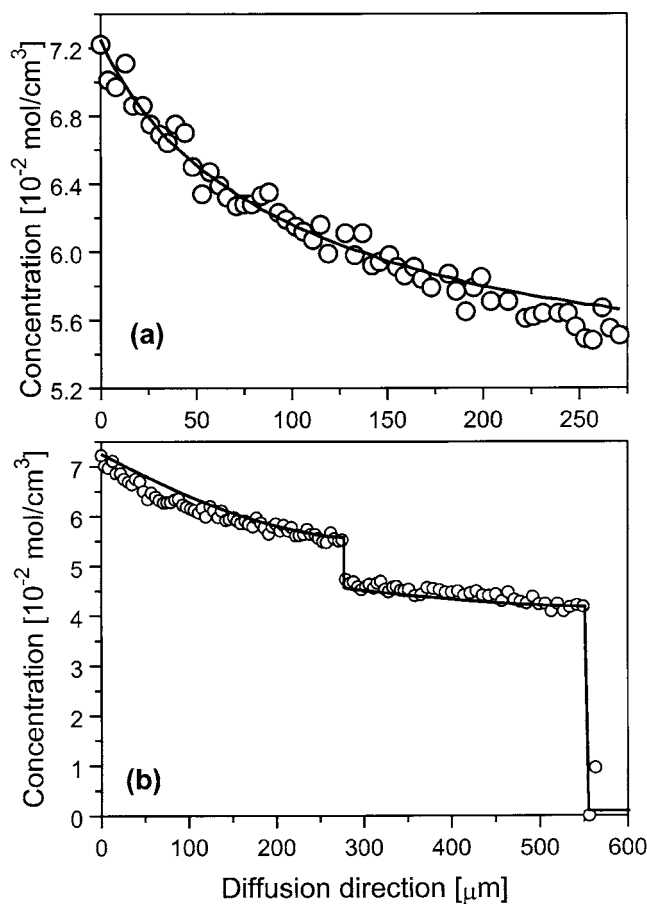 7.2
6.8
6.4
6.0
5.6
5.2
Concentration [10⁻² mol/cm³]
(a)
0 50 100 150 200 250
7
6
5
4
3
2
1
0
Concentration [10⁻² mol/cm³]
(b)
0 100 200 300 400 500 600
Diffusion direction [μm]